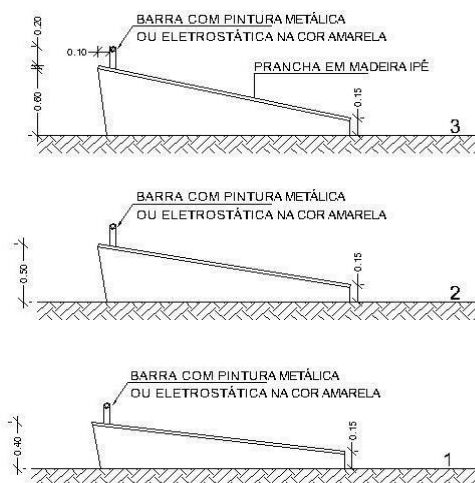 BARRA COM PINTURA METÁLICA
OU ELETROSTÁTICA NA COR AMARELA
PRANCHA EM MADEIRA IPÊ
0.20
0.10
0.60
0.15
3
BARRA COM PINTURA METÁLICA
OU ELETROSTÁTICA NA COR AMARELA
0.50
0.15
2
BARRA COM PINTURA METÁLICA
OU ELETROSTÁTICA NA COR AMARELA
0.40
0.15
1